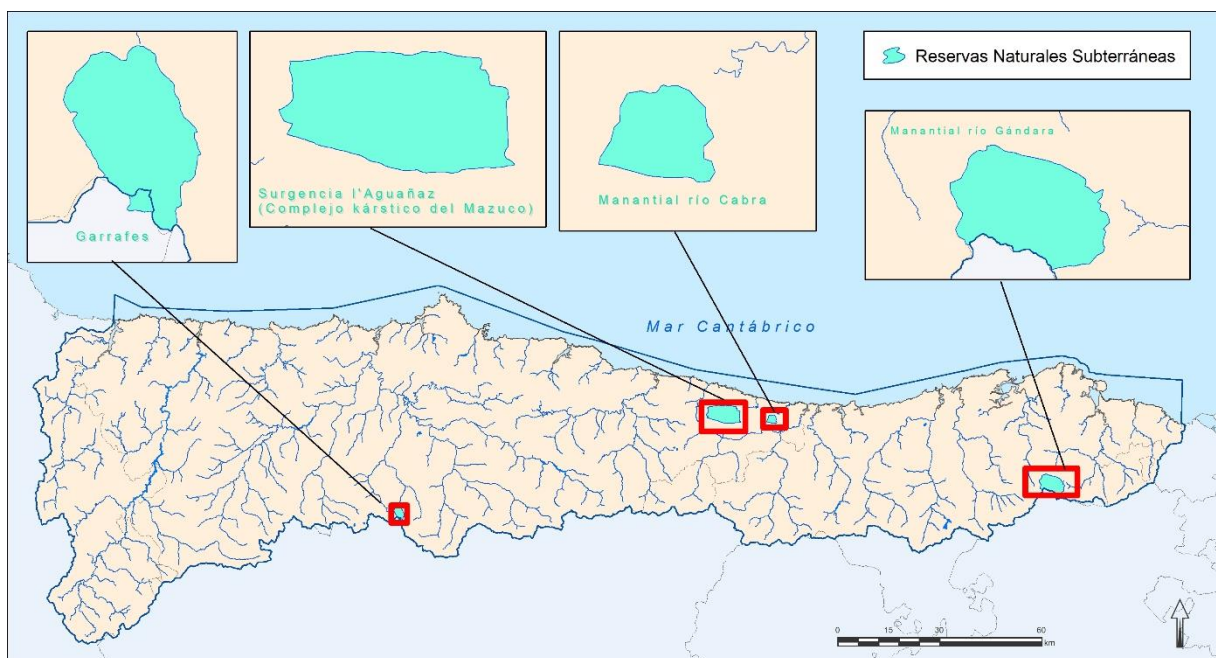 Reservas Naturales Subterráneas
Manantial río Gándara
Surgencia l'Aguañaz
(Complejo kárstico del Mazuco)
Manantial río Cabra
Garrafes
Mar Cantábrico
0 15 30 60
km